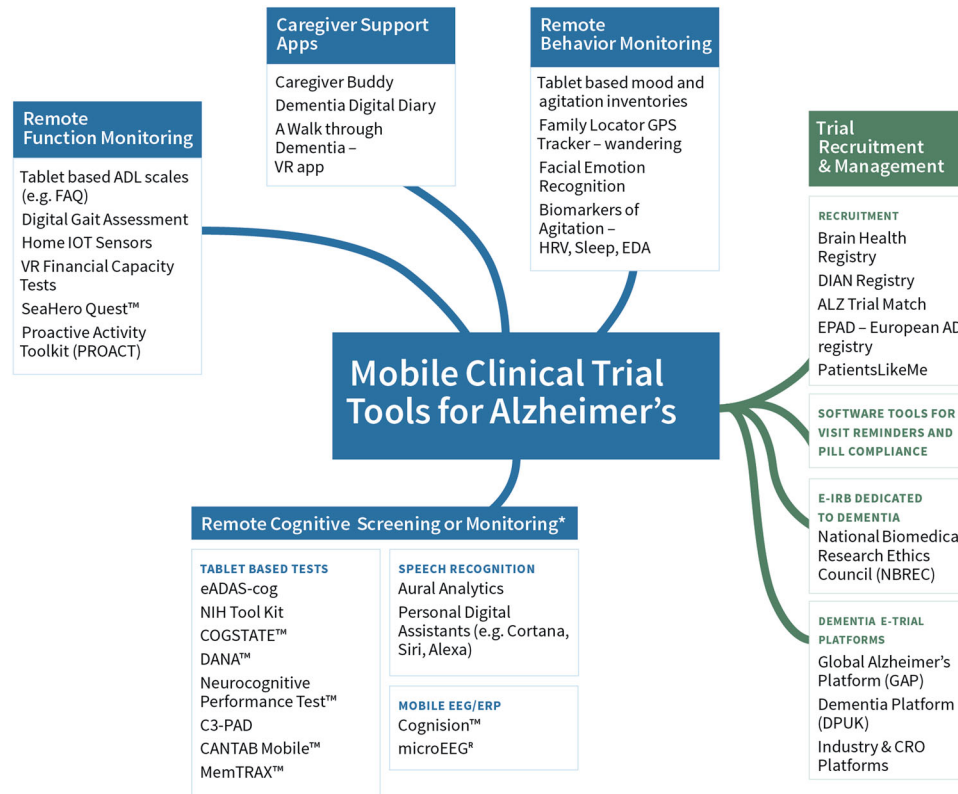 Caregiver Support
Apps
Caregiver Buddy
Dementia Digital Diary
A Walk through
Dementia –
VR app
Remote
Behavior Monitoring
Tablet based mood and
agitation inventories
Family Locator GPS
Tracker – wandering
Facial Emotion
Recognition
Biomarkers of
Agitation –
HRV, Sleep, EDA
Remote
Function Monitoring
Tablet based ADL scales
(e.g. FAQ)
Digital Gait Assessment
Home IOT Sensors
VR Financial Capacity
Tests
SeaHero Quest™
Proactive Activity
Toolkit (PROACT)
Trial
Recruitment
& Management
RECRUITMENT
Brain Health
Registry
DIAN Registry
ALZ Trial Match
EPAD – European AD
registry
PatientsLikeMe
SOFTWARE TOOLS FOR
VISIT REMINDERS AND
PILL COMPLIANCE
E-IRB DEDICATED
TO DEMENTIA
National Biomedica
Research Ethics
Council (NBREC)
DEMENTIA E-TRIAL
PLATFORMS
Global Alzheimer’s
Platform (GAP)
Dementia Platform
(DPUK)
Industry & CRO
Platforms
Mobile Clinical Trial
Tools for Alzheimer’s
Remote Cognitive Screening or Monitoring*
TABLET BASED TESTS
eADAS-cog
NIH Tool Kit
COGSTATE™
DANA™
Neurocognitive
Performance Test™
C3-PAD
CANTAB Mobile™
MemTRAX™
SPEECH RECOGNITION
Aural Analytics
Personal Digital
Assistants (e.g. Cortana,
Siri, Alexa)
MOBILE EEG/ERP
Cognision™
microEEGᴿ